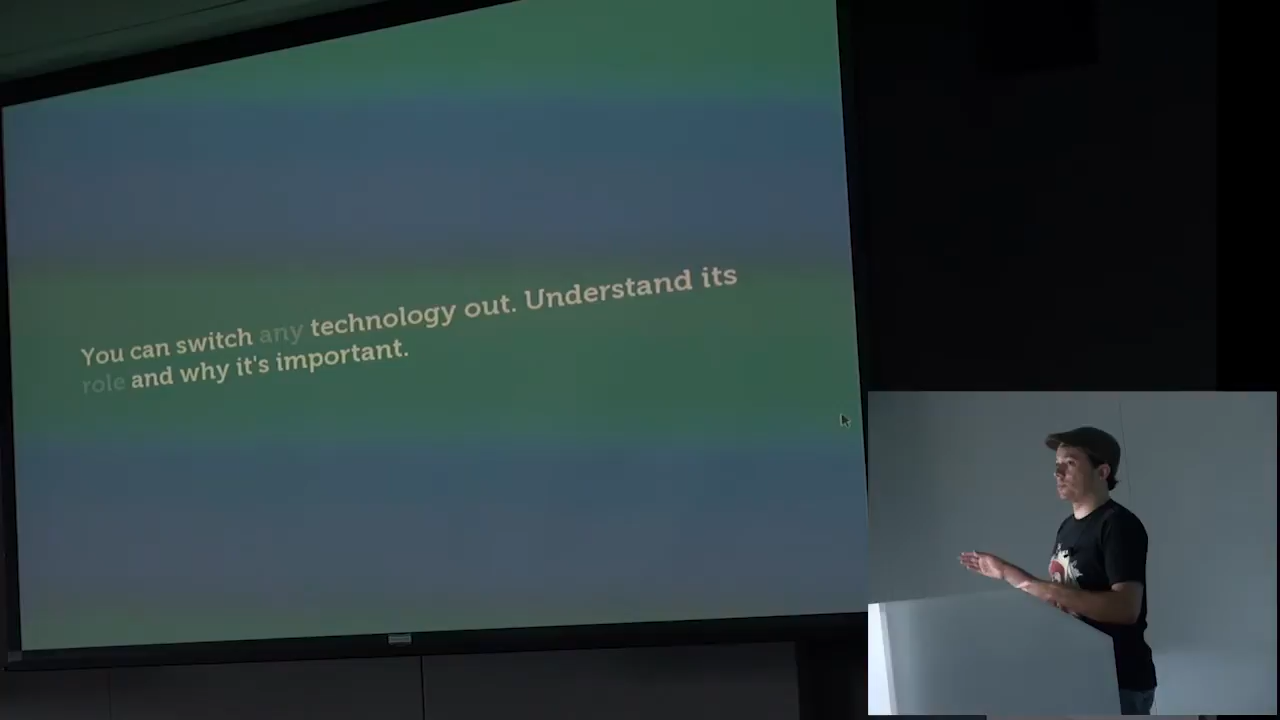 You can switch any technology out. Understand its
role and why it's important.